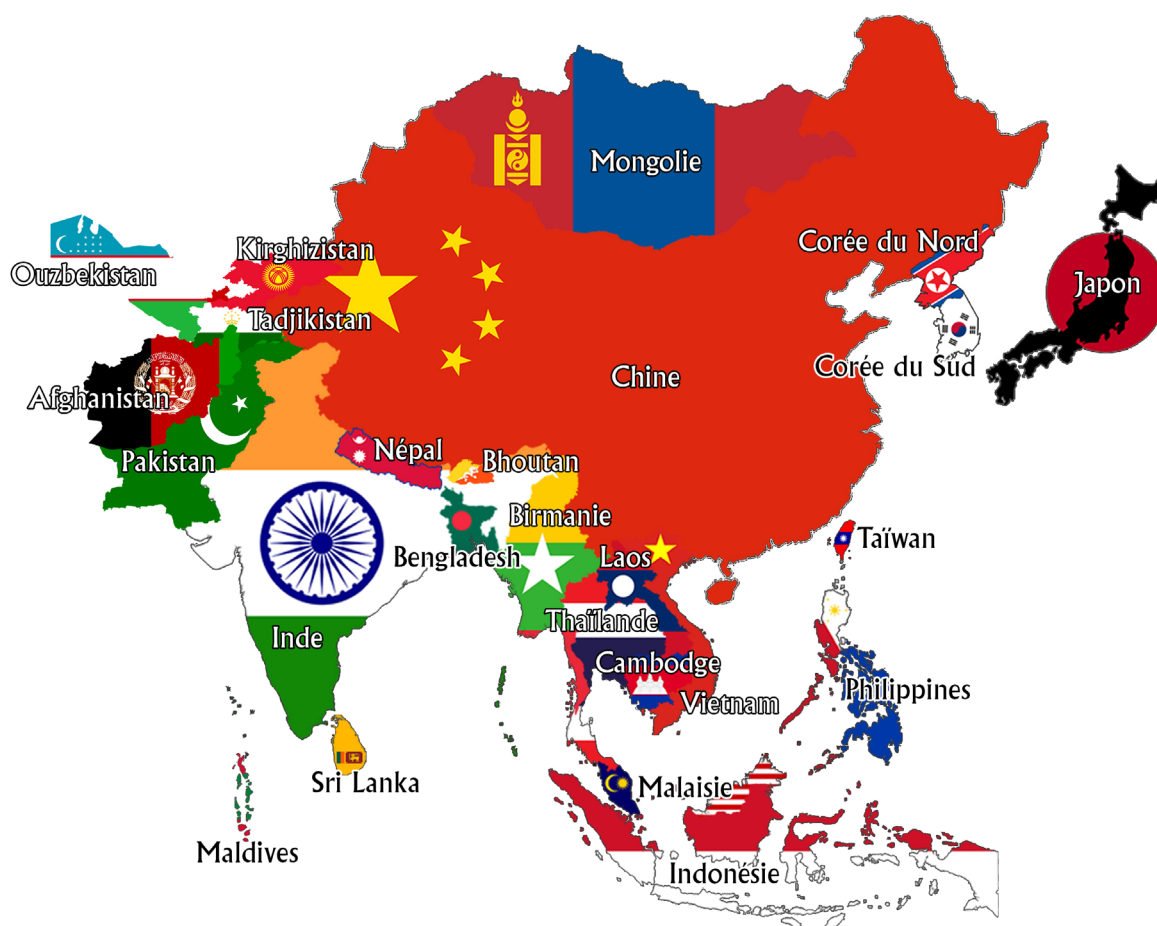 Mongolie
Kirghizistan
Corée du Nord
Ouzbekistan
Japon
Tadjikistan
Corée du Sud
Chine
Afghanistan
Népal
Pakistan
Bhoutan
Birmanie
Taïwan
Bengladesh
Laos
Thaïlande
Inde
Cambodge
Philippines
Vietnam
Sri Lanka
Malaisie
Maldives
Indonésie